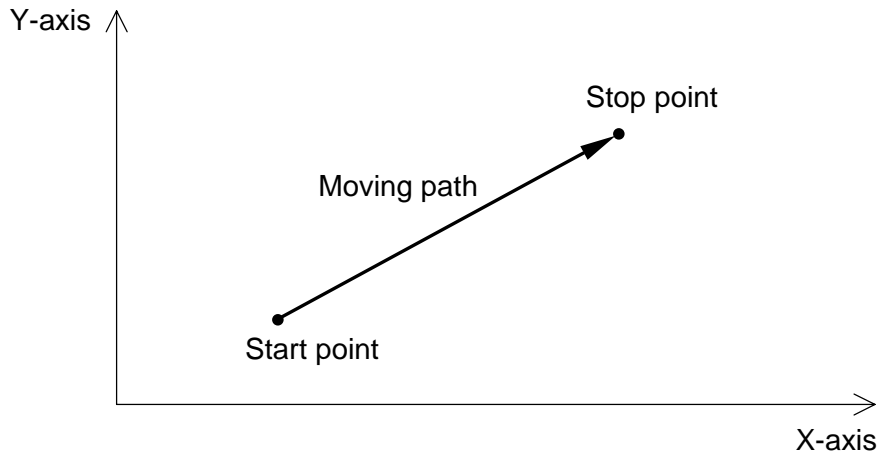 Y-axis
Stop point
Moving path
Start point
X-axis